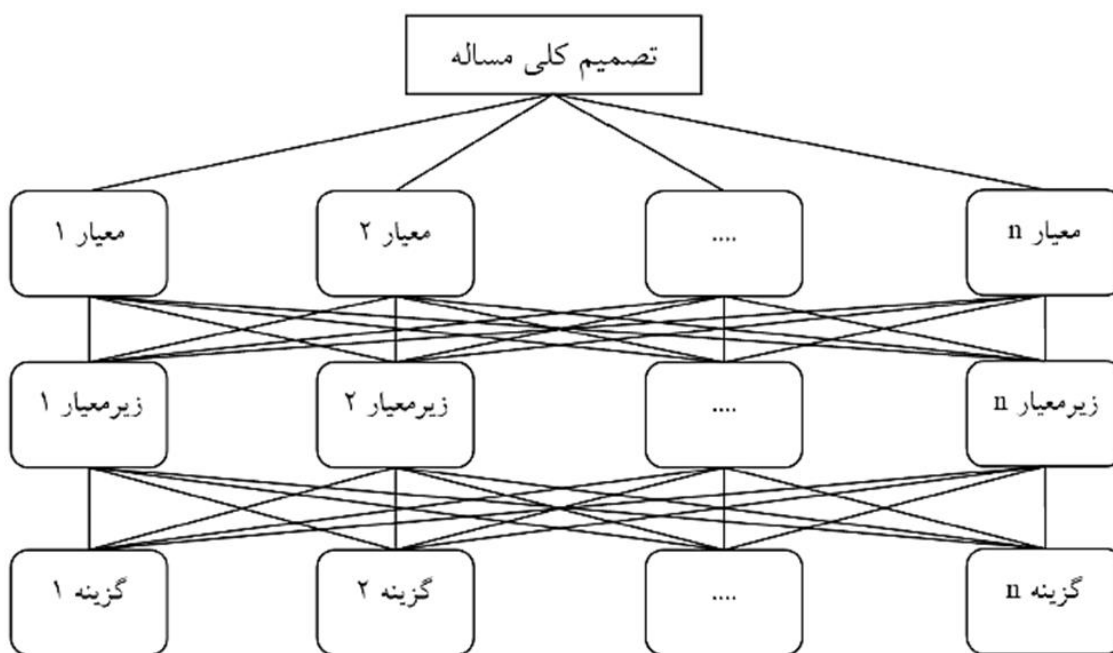 تصمیم کلی مساله
معیار ۱
معیار ۲
....
معیار n
زیرمعیار ۱
زیرمعیار ۲
....
زیرمعیار n
گزینه ۱
گزینه ۲
....
گزینه n